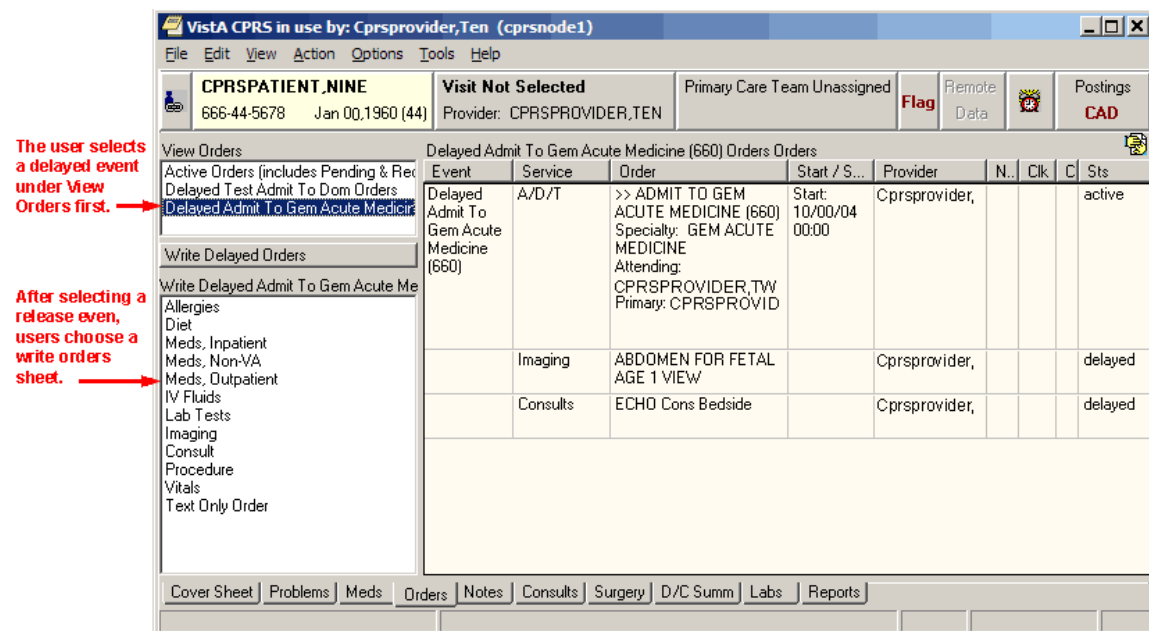 VistA CPRS in use by: Cprsprovider,Ten (cprsnode1)
File Edit View Action Options Tools Help
CPRSPATIENT,NINE
666-44-5678 Jan 00,1960 (44)
Visit Not Selected
Provider: CPRSPROVIDER,TEN
Primary Care Team Unassigned
Flag
Remote
Data
Postings
CAD
The user selects
a delayed event
under View
Orders first.
View Orders
Active Orders (includes Pending & Rec
Delayed Test Admit To Dom Orders
Delayed Admit To Gem Acute Medicin
Write Delayed Orders
After selecting a
release even,
users choose a
write orders
sheet.
Write Delayed Admit To Gem Acute Me
Allergies
Diet
Meds, Inpatient
Meds, Non-VA
Meds, Outpatient
IV Fluids
Lab Tests
Imaging
Consult
Procedure
Vitals
Text Only Order
Delayed Admit To Gem Acute Medicine (660) Orders Orders
Event Service Order Start / S... Provider N.. Clk C Sts
Delayed
Admit To
Gem Acute
Medicine
(660)
A/D/T
>> ADMIT TO GEM
ACUTE MEDICINE (660)
Specialty: GEM ACUTE
MEDICINE
Attending:
CPRSPROVIDER,TW
Primary: CPRSPROVID
Start:
10/00/04
00:00
Cprsprovider,
active
Imaging
ABDOMEN FOR FETAL
AGE 1 VIEW
Cprsprovider,
delayed
Consults
ECHO Cons Bedside
Cprsprovider,
delayed
Cover Sheet Problems Meds Orders Notes Consults Surgery D/C Summ Labs Reports